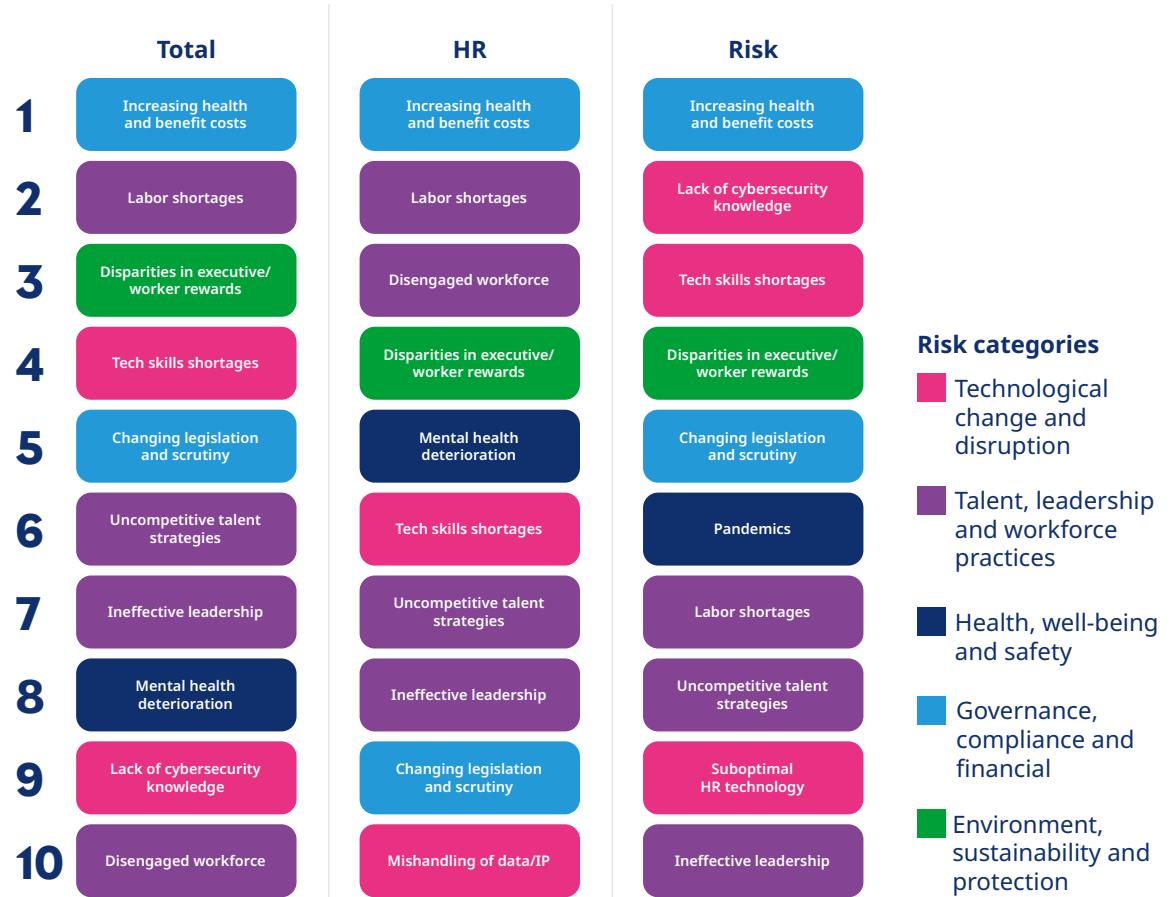 Total
HR
Risk
1
Increasing health
and benefit costs
Increasing health
and benefit costs
Increasing health
and benefit costs
2
Labor shortages
Labor shortages
Lack of cybersecurity
knowledge
3
Disparities in executive/
worker rewards
Disengaged workforce
Tech skills shortages
4
Tech skills shortages
Disparities in executive/
worker rewards
Disparities in executive/
worker rewards
5
Changing legislation
and scrutiny
Mental health
deterioration
Changing legislation
and scrutiny
6
Uncompetitive talent
strategies
Tech skills shortages
Pandemics
7
Ineffective leadership
Uncompetitive talent
strategies
Labor shortages
8
Mental health
deterioration
Ineffective leadership
Uncompetitive talent
strategies
9
Lack of cybersecurity
knowledge
Changing legislation
and scrutiny
Suboptimal
HR technology
10
Disengaged workforce
Mishandling of data/IP
Ineffective leadership
Risk categories
Technological
change and
disruption
Talent, leadership
and workforce
practices
Health, well-being
and safety
Governance,
compliance and
financial
Environment,
sustainability and
protection